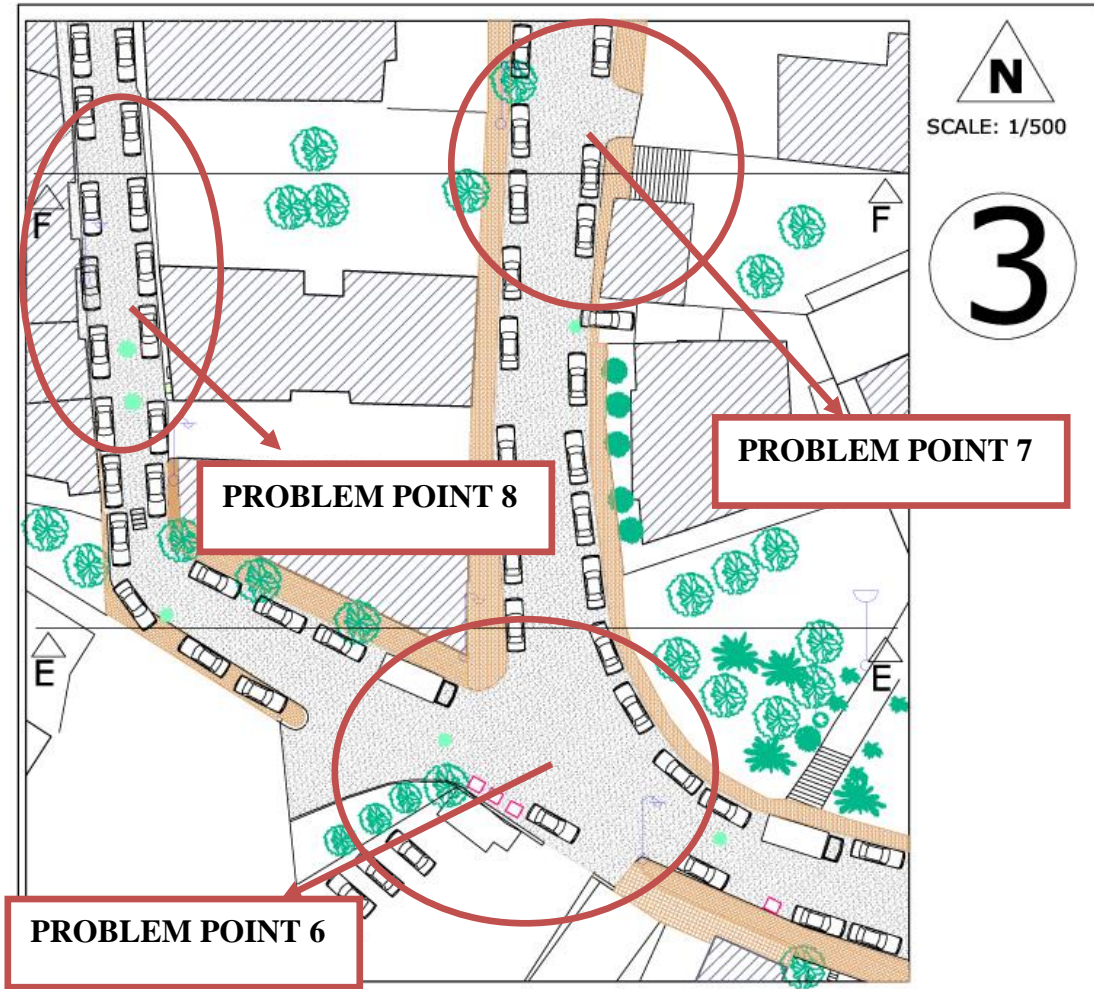 N
SCALE: 1/500
F
F
3
PROBLEM POINT 7
PROBLEM POINT 8
E
E
PROBLEM POINT 6